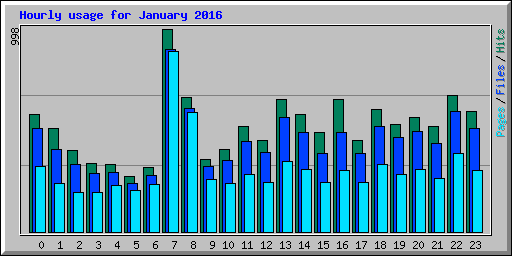 Hourly usage for January 2016
998
Pages/Files/Hits
0 1 2 3 4 5 6 7 8 9 10 11 12 13 14 15 16 17 18 19 20 21 22 23